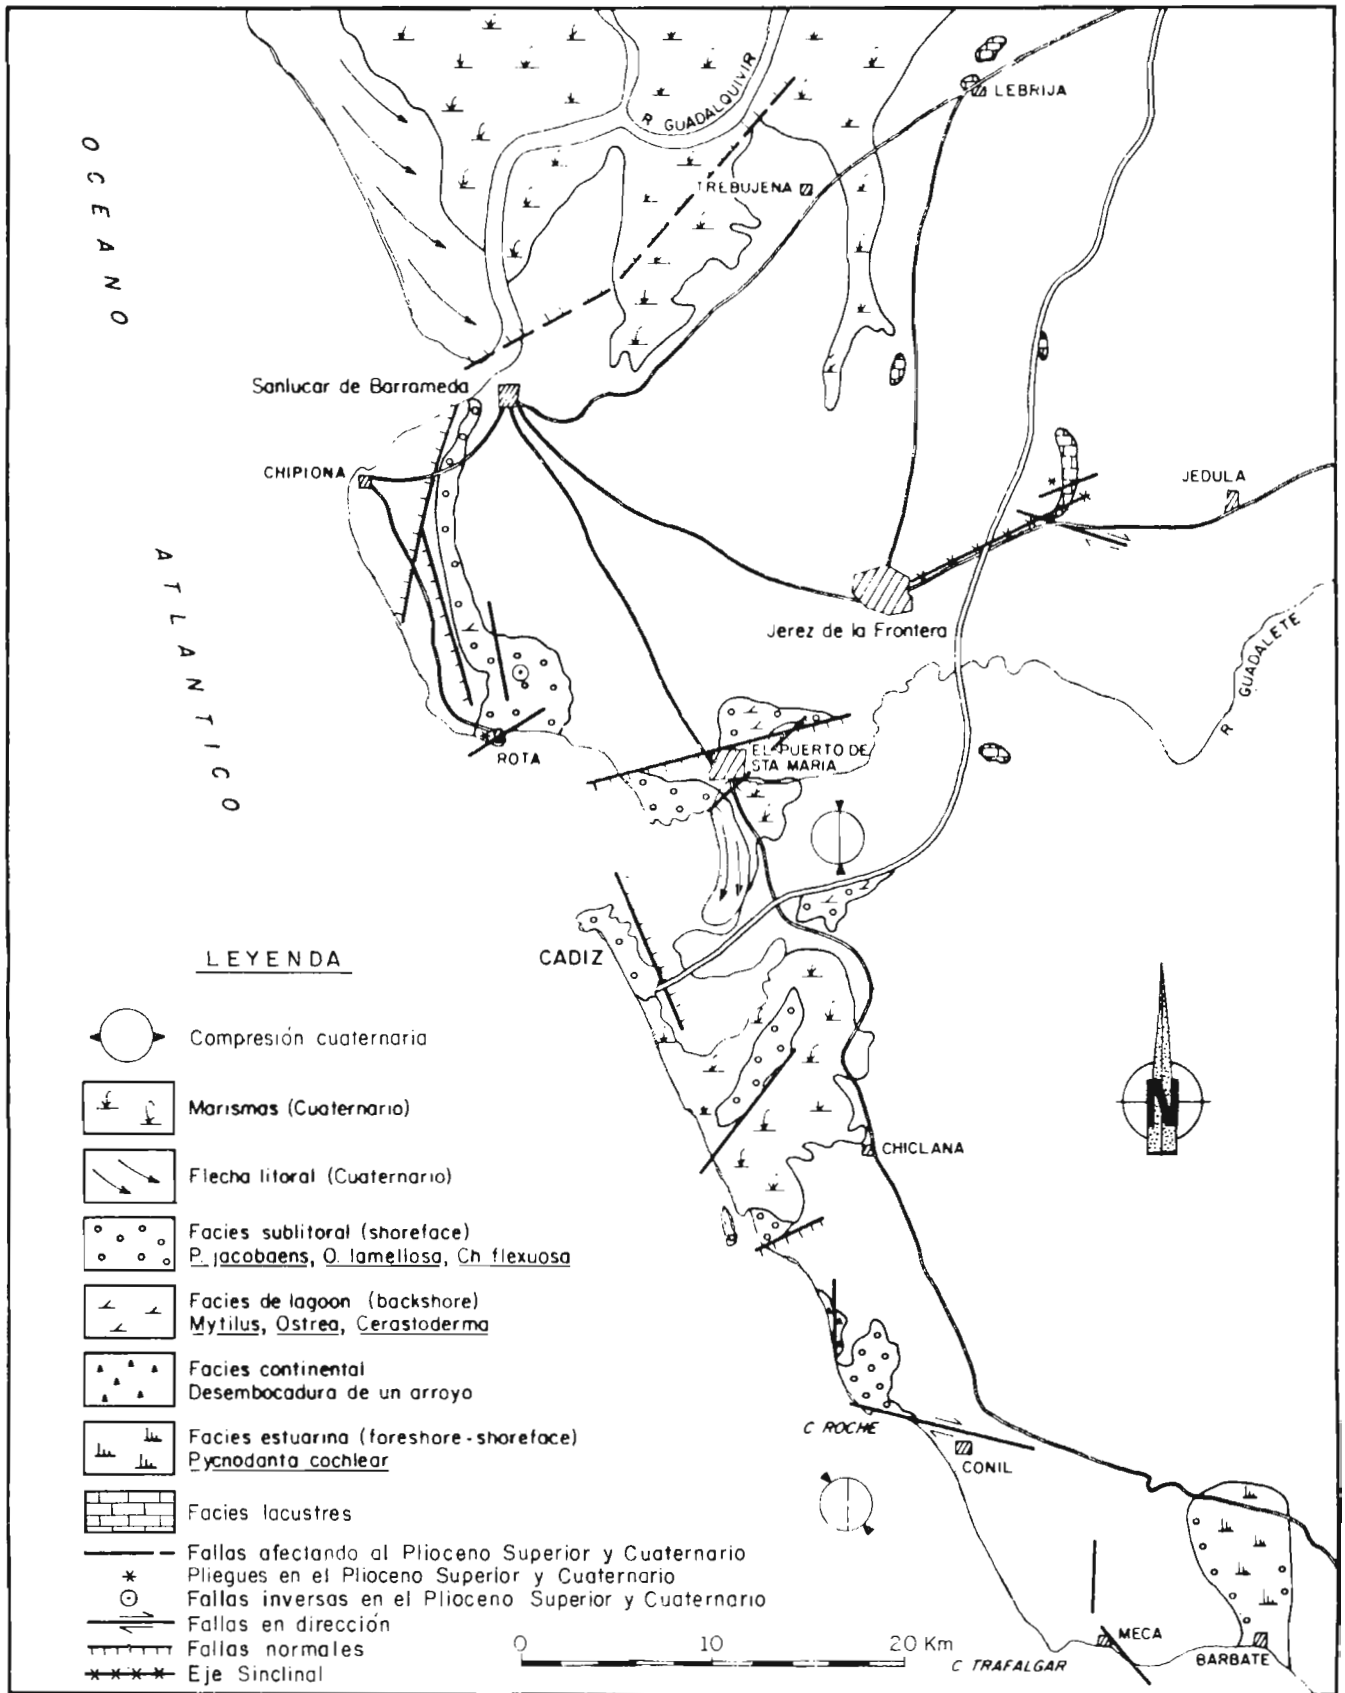 R GUADALQUIVIR
LEBRIJA
TREBUJENA
OCEANO
Sanlucar de Barrameda
CHIPIONA
JEDULA
ATLANTICO
Jerez de la Frontera
R GUADALETE
ROTA
EL PUERTO DE
STA MARIA
CADIZ
LEYENDA
Compresión cuaternaria
Marismas (Cuaternario)
Flecha litoral (Cuaternario)
Facies sublitoral (shoreface)
P. jacobaens, O. lamellosa, Ch flexuosa
Facies de lagoon (backshore)
Mytilus, Ostrea, Cerastoderma
Facies continental
Desembocadura de un arroyo
Facies estuarina (foreshore-shoreface)
Pycnodanta cochlear
Facies lacustres
Fallas afectando al Plioceno Superior y Cuaternario
Pliegues en el Plioceno Superior y Cuaternario
Fallas inversas en el Plioceno Superior y Cuaternario
Fallas en dirección
Fallas normales
Eje Sinclinal
N
CHICLANA
C ROCHE
CONIL
MECA
BARBATE
C TRAFALGAR
0 10 20 Km